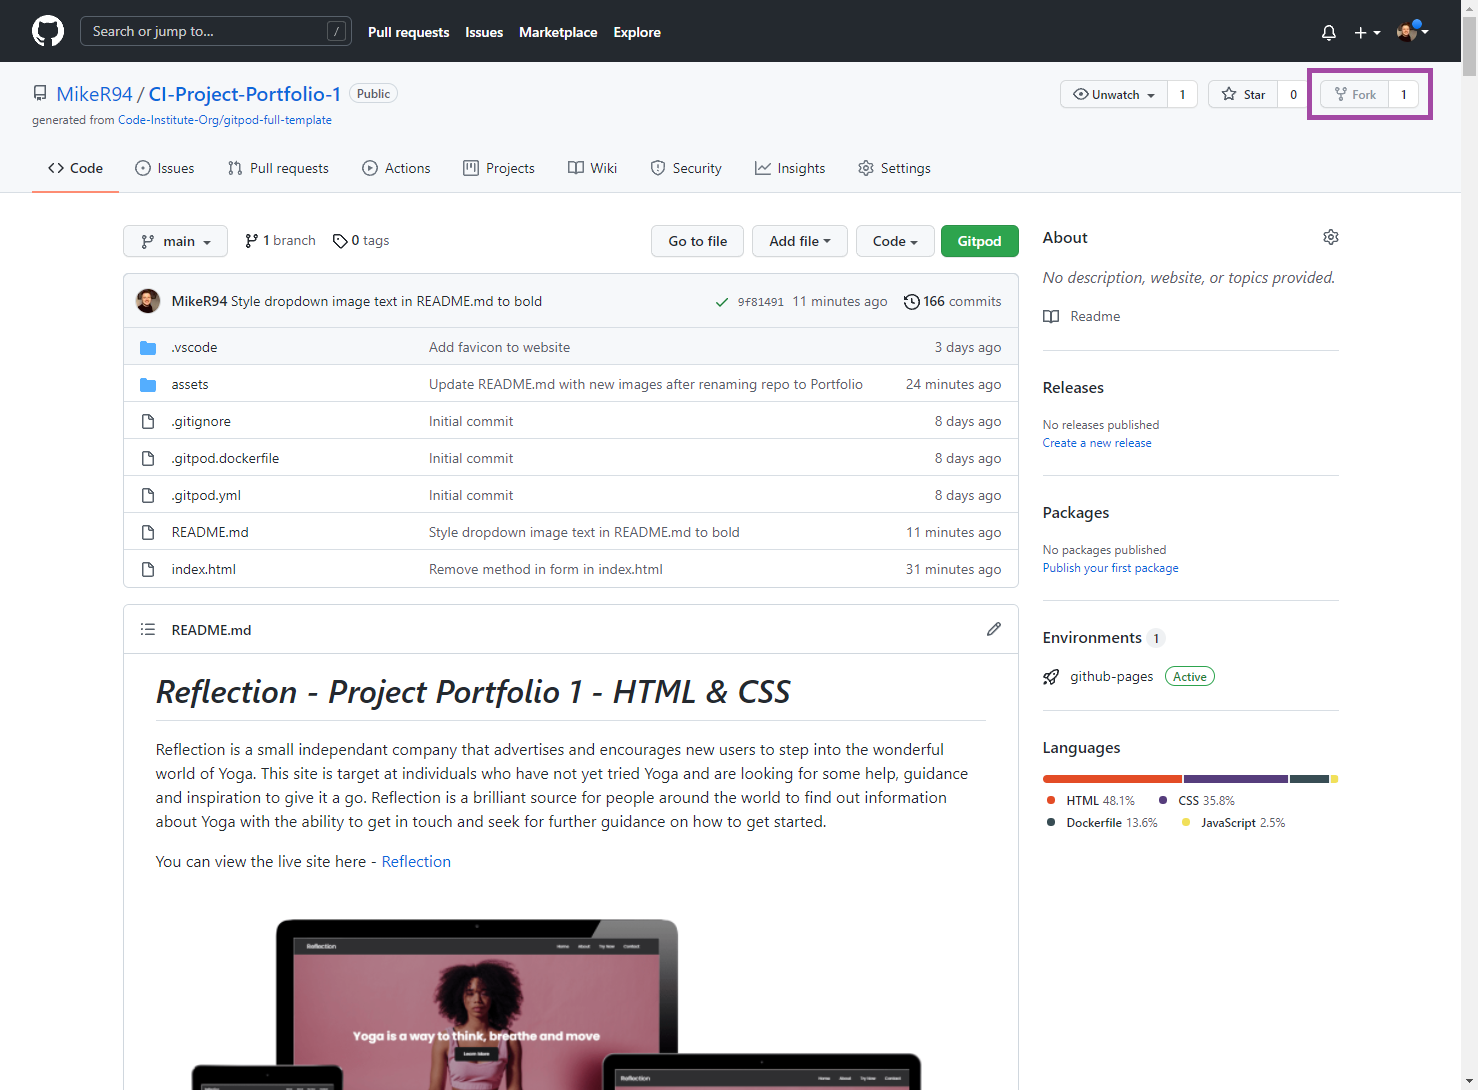 Search or jump to... /
Pull requests Issues Marketplace Explore
MikeR94 / CI-Project-Portfolio-1 Public
Unwatch 1 Star 0 Fork 1
generated from Code-Institute-Org/gitpod-full-template
Code Issues Pull requests Actions Projects Wiki Security Insights Settings
main 1 branch 0 tags Go to file Add file Code Gitpod
MikeR94 Style dropdown image text in README.md to bold 9f81491 11 minutes ago 166 commits
.vscode Add favicon to website 3 days ago
assets Update README.md with new images after renaming repo to Portfolio 24 minutes ago
.gitignore Initial commit 8 days ago
.gitpod.dockerfile Initial commit 8 days ago
.gitpod.yml Initial commit 8 days ago
README.md Style dropdown image text in README.md to bold 11 minutes ago
index.html Remove method in form in index.html 31 minutes ago
README.md
Reflection - Project Portfolio 1 - HTML & CSS
Reflection is a small independant company that advertises and encourages new users to step into the wonderful
world of Yoga. This site is target at individuals who have not yet tried Yoga and are looking for some help, guidance
and inspiration to give it a go. Reflection is a brilliant source for people around the world to find out information
about Yoga with the ability to get in touch and seek for further guidance on how to get started.
You can view the live site here - Reflection
Reflection Home About Try Now Contact
Yoga is a way to think, breathe and move
Learn More
Reflection Home About Try Now Contact
About
No description, website, or topics provided.
Readme
Releases
No releases published
Create a new release
Packages
No packages published
Publish your first package
Environments 1
github-pages Active
Languages
HTML 48.1% CSS 35.8%
Dockerfile 13.6% JavaScript 2.5%